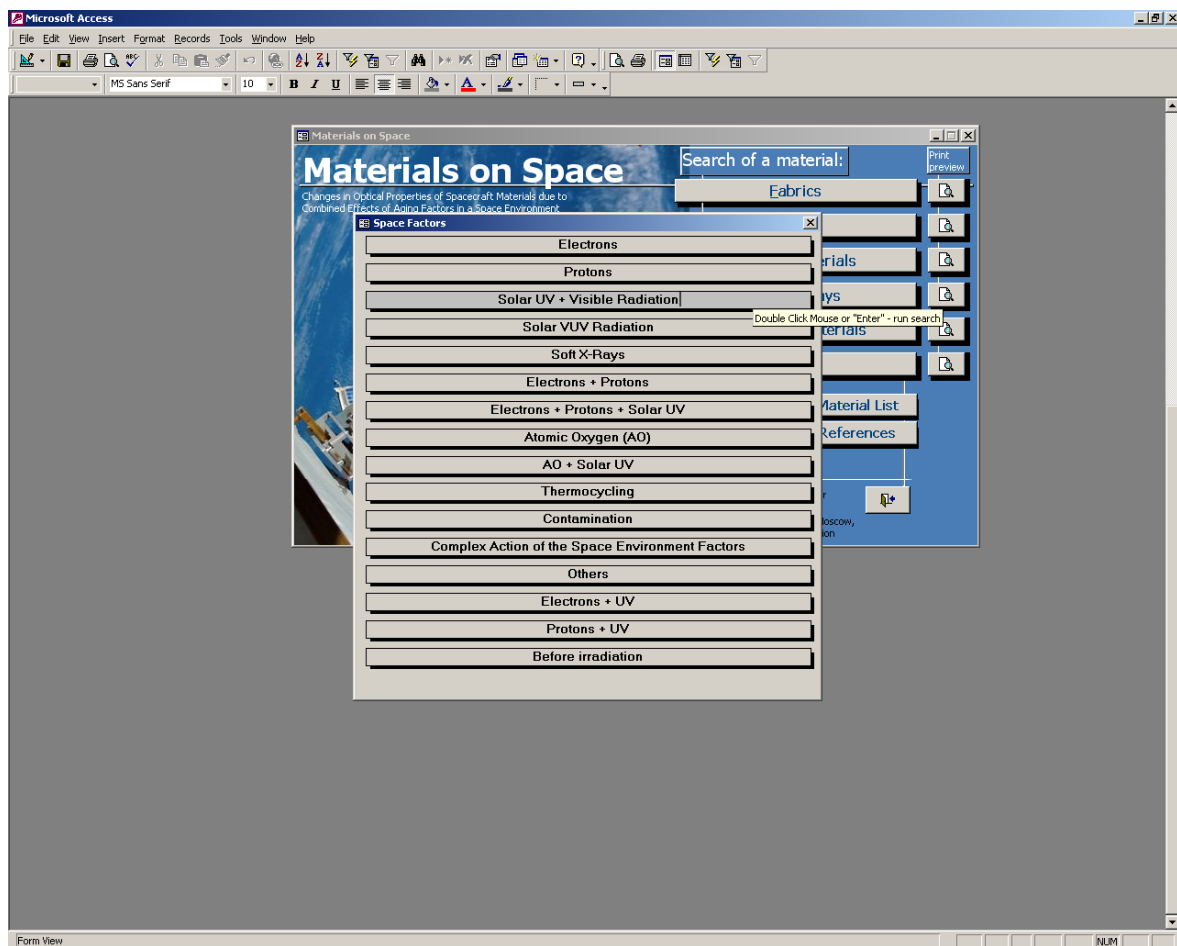 Microsoft Access
File Edit View Insert Format Records Tools Window Help
MS Sans Serif 10 B I U
Materials on Space
Materials on Space
Changes in Optical Properties of Spacecraft Materials due to
Combined Effects of Aging Factors in a Space Environment
Search of a material:
Print
preview
Fabrics
erials
ays
terials
Material List
References
r
oscow,
ion
Space Factors
Electrons
Protons
Solar UV + Visible Radiation
Double Click Mouse or "Enter" - run search
Solar VUV Radiation
Soft X-Rays
Electrons + Protons
Electrons + Protons + Solar UV
Atomic Oxygen (AO)
AO + Solar UV
Thermocycling
Contamination
Complex Action of the Space Environment Factors
Others
Electrons + UV
Protons + UV
Before irradiation
Form View
NUM